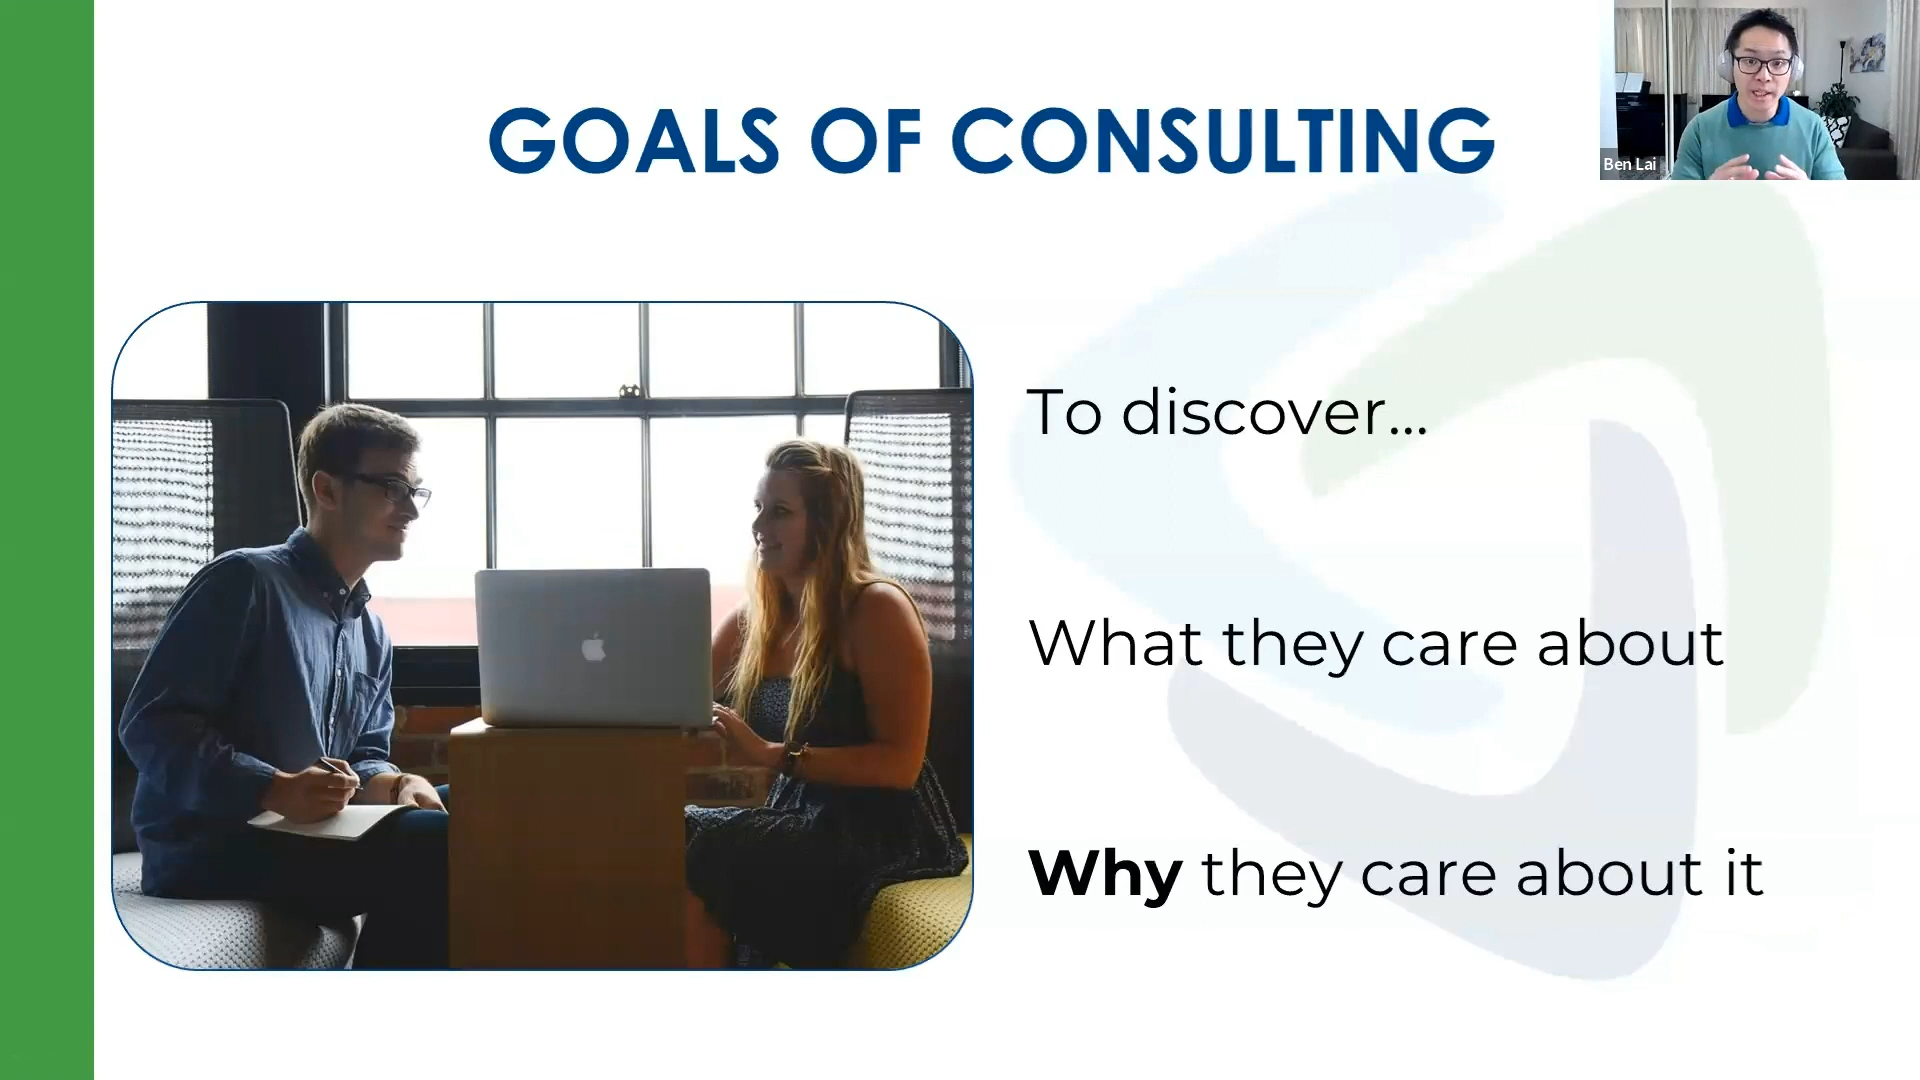 GOALS OF CONSULTING
Ben Lai
To discover...
What they care about
Why they care about it